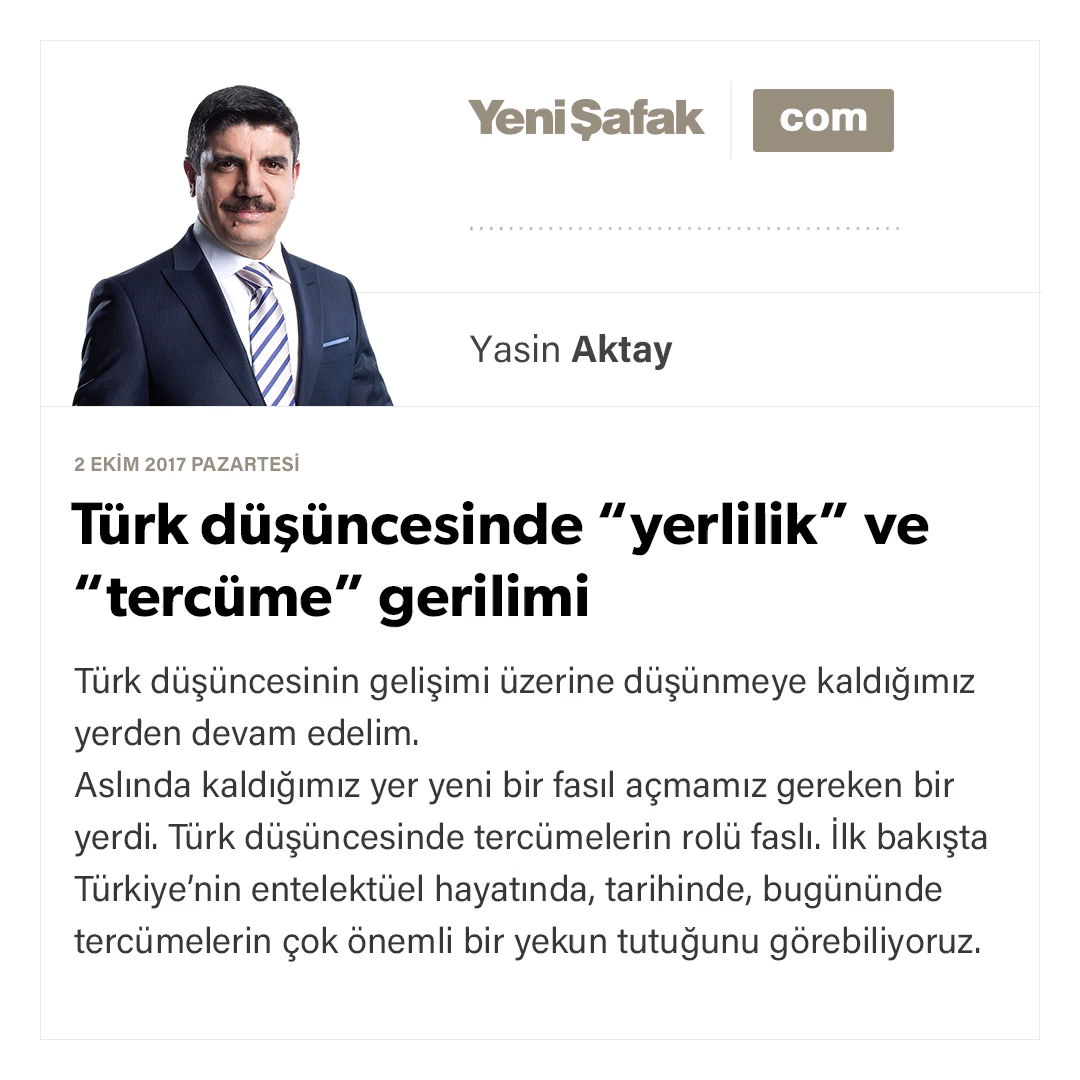 YeniŞafak com
Yasin Aktay
2 EKİM 2017 PAZARTESİ
Türk düşüncesinde “yerlilik” ve
“tercüme” gerilimi
Türk düşüncesinin gelişimi üzerine düşünmeye kaldığımız
yerden devam edelim.
Aslında kaldığımız yer yeni bir fasıl açmamız gereken bir
yerdi. Türk düşüncesinde tercümelerin rolü faslı. İlk bakışta
Türkiye’nin entelektüel hayatında, tarihinde, bugününde
tercümelerin çok önemli bir yekun tutuğunu görebiliyoruz.